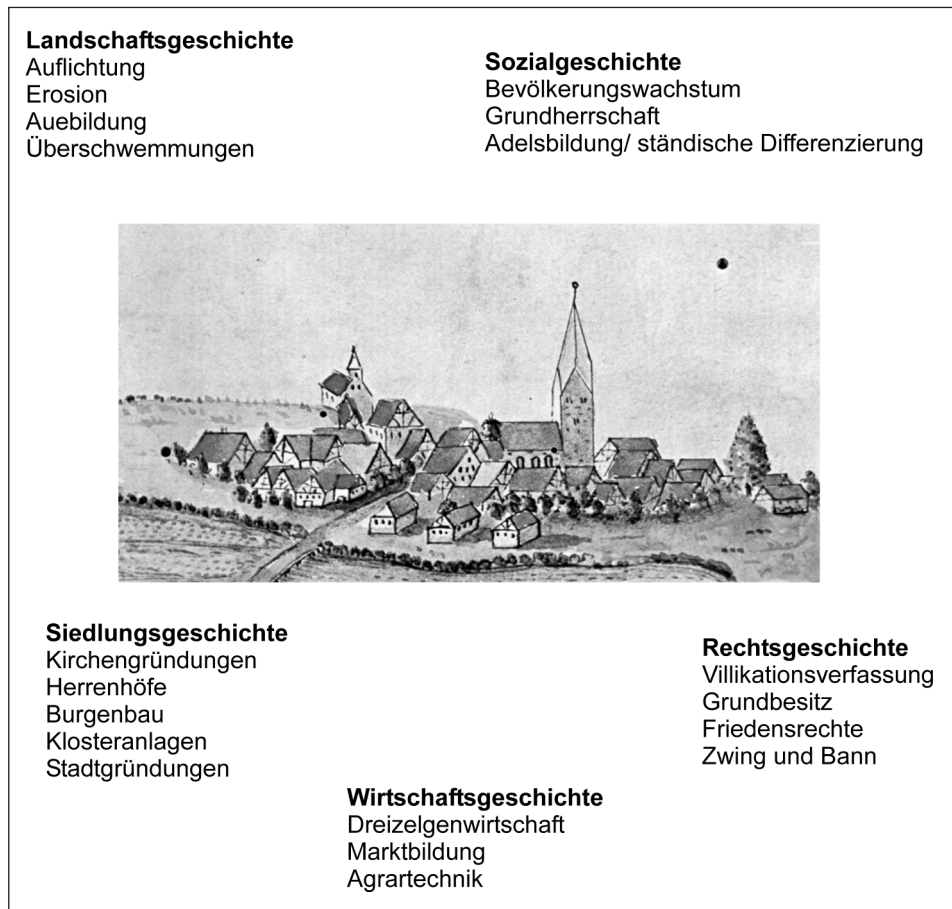 Landschaftsgeschichte
Auflichtung
Erosion
Auebildung
Überschwemmungen
Sozialgeschichte
Bevölkerungswachstum
Grundherrschaft
Adelsbildung/ ständische Differenzierung
Siedlungsgeschichte
Kirchengründungen
Herrenhöfe
Burgenbau
Klosteranlagen
Stadtgründungen
Rechtsgeschichte
Villikationsverfassung
Grundbesitz
Friedensrechte
Zwing und Bann
Wirtschaftsgeschichte
Dreizelgenwirtschaft
Marktbildung
Agrartechnik